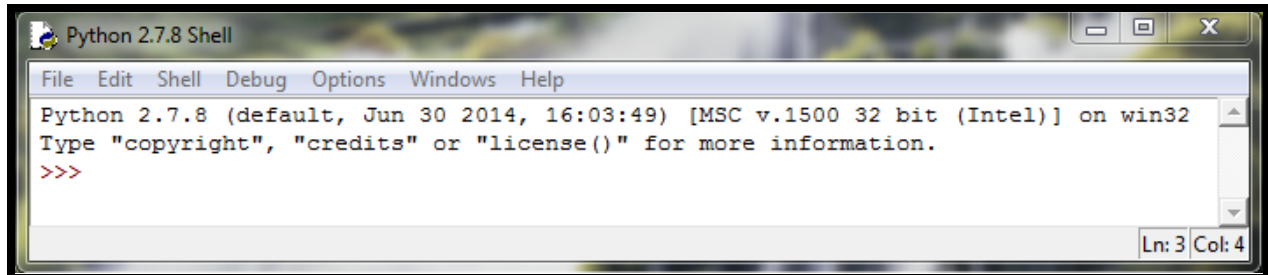 Python 2.7.8 Shell
File Edit Shell Debug Options Windows Help
Python 2.7.8 (default, Jun 30 2014, 16:03:49) [MSC v.1500 32 bit (Intel)] on win32
Type "copyright", "credits" or "license()" for more information.
>>>
Ln: 3 Col: 4